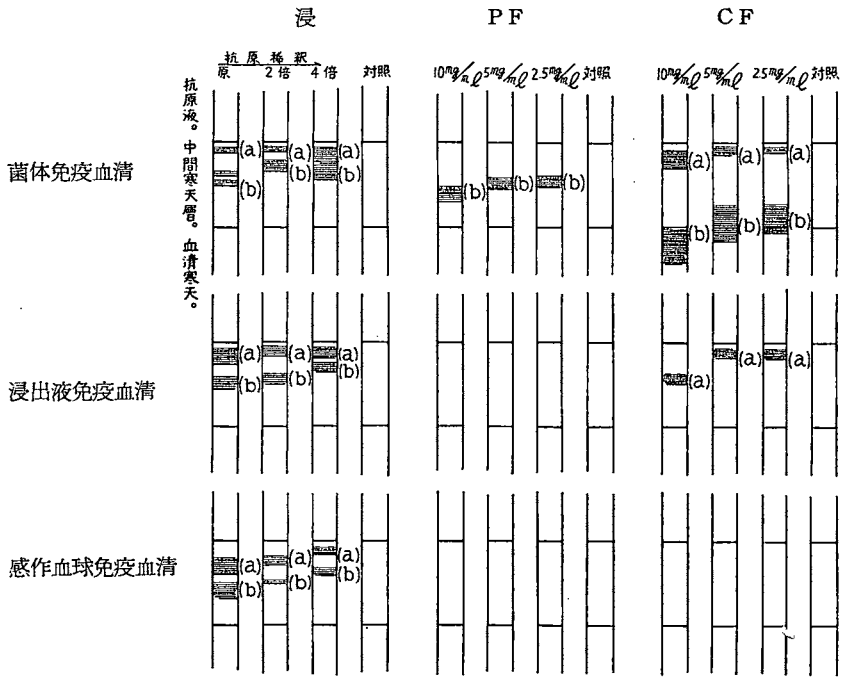 浸 PF CF
抗原稀釈
原 2倍 4倍 対照
10mg/ml 5mg/ml 2.5mg/ml 対照
10mg/ml 5mg/ml 25mg/ml 対照
抗原液。中間寒天層。血清寒天。
菌体免疫血清
(a) (a) (a) (a) (a) (a)
(b) (b) (b) (b) (b) (b) (b) (b) (b)
浸出液免疫血清
(a) (a) (a) (a) (a) (a)
(b) (b) (b)
感作血球免疫血清
(a) (a) (a)
(b) (b) (b)